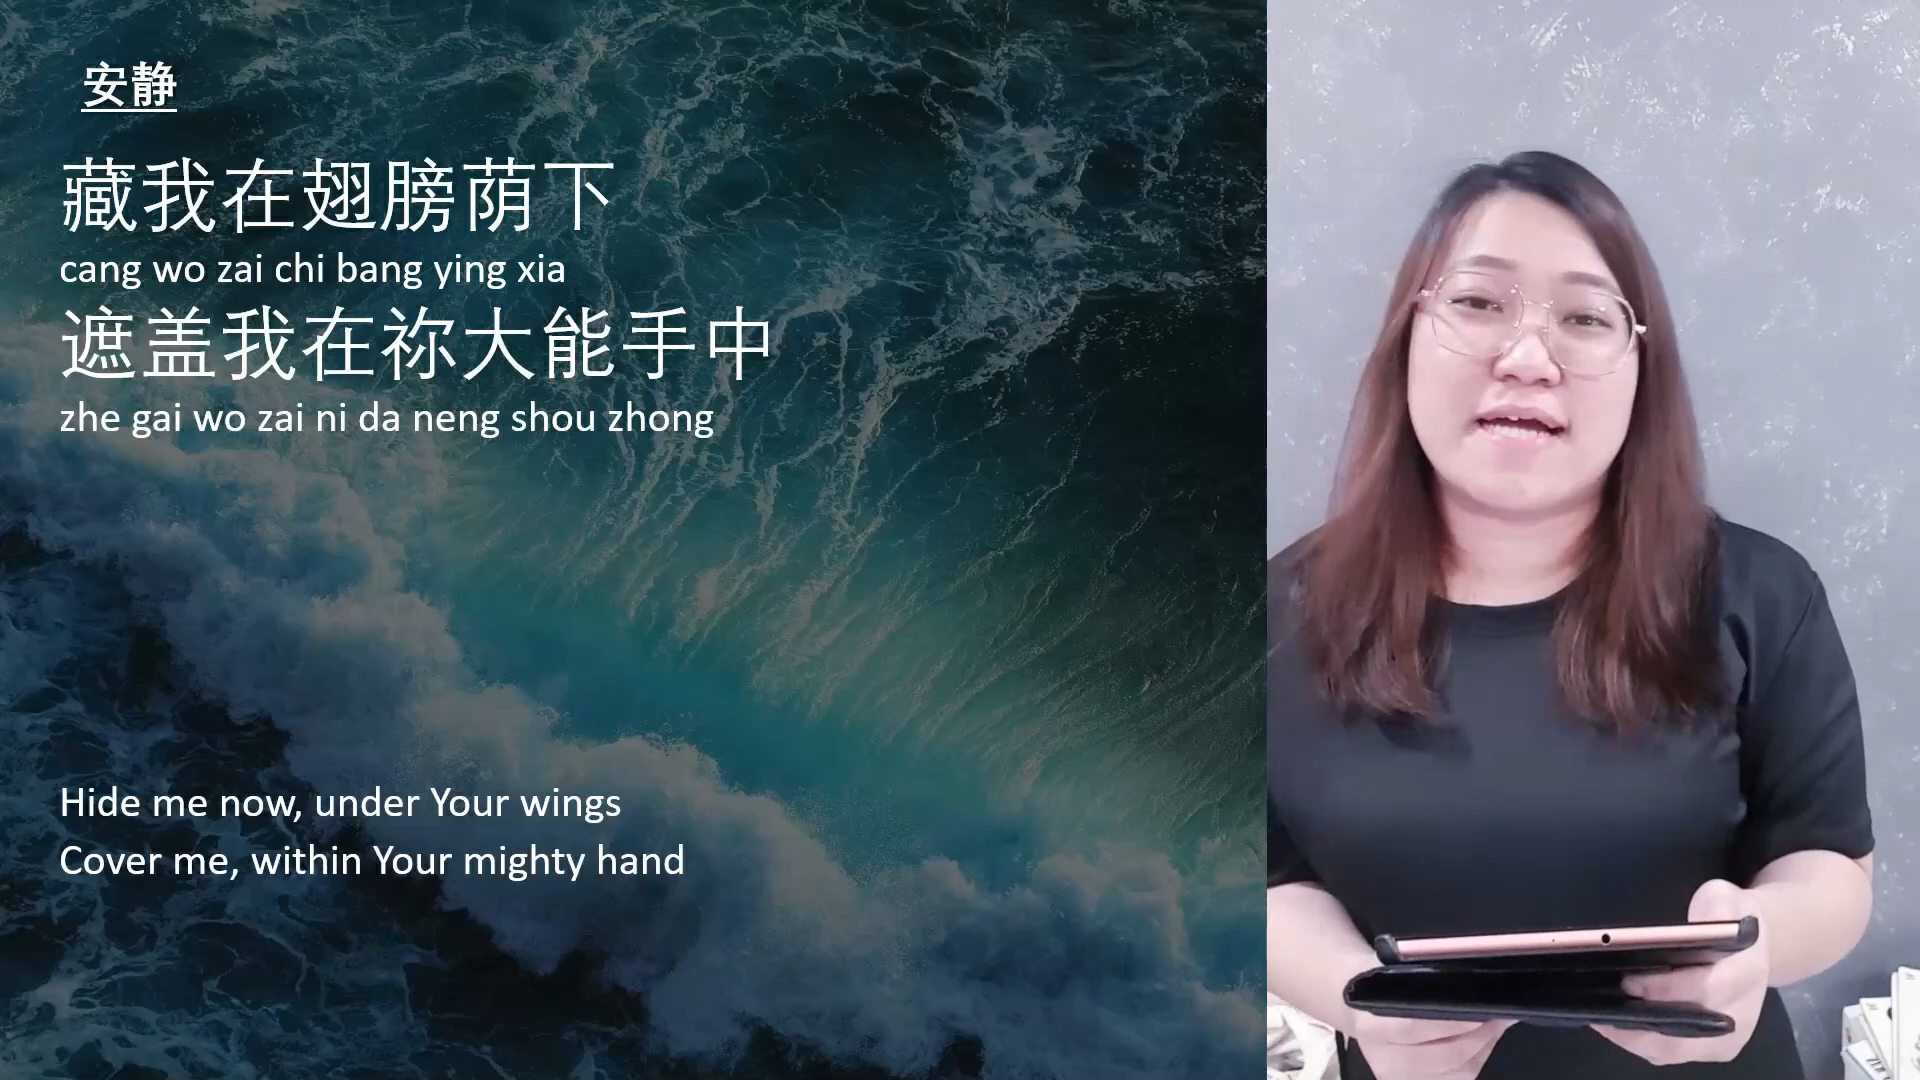 安静
藏我在翅膀荫下
cang wo zai chi bang ying xia
遮盖我在祢大能手中
zhe gai wo zai ni da neng shou zhong
Hide me now, under Your wings
Cover me, within Your mighty hand